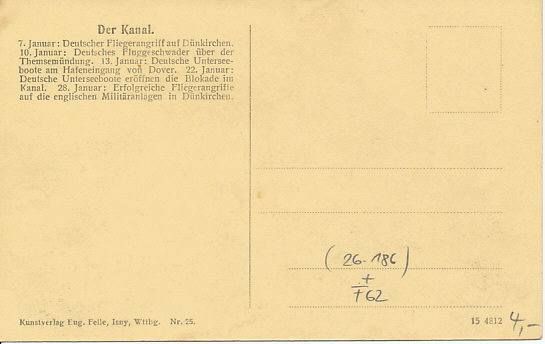 Der Kanal.
7. Januar: Deutscher Fliegerangriff auf Dünkirchen.
10. Januar: Deutsches Fluggeschwader über der
Themsemündung. 13. Januar: Deutsche Untersee-
boote am Hafeneingang von Dover. 22. Januar:
Deutsche Unterseeboote eröffnen die Blokade im
Kanal. 28. Januar: Erfolgreiche Fliegerangriffe
auf die englischen Militäranlagen in Dünkirchen.
(26-186)
+
F62
Kunstverlag Eug. Felle, Isny, Wttbg. Nr. 25.
15 4812
4,-